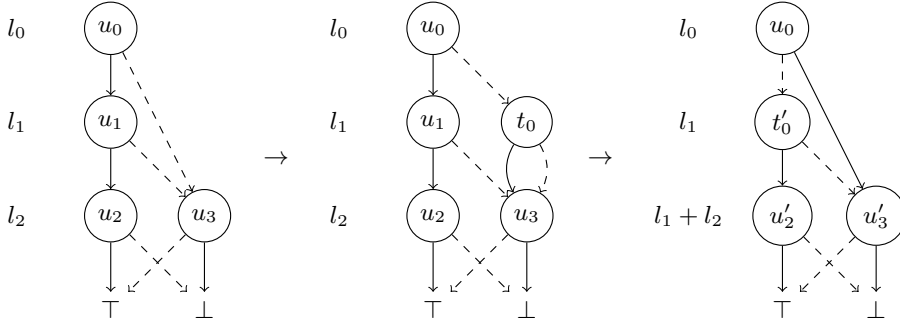 l₀ u₀ l₀ u₀ l₀ u₀
l₁ u₁ → l₁ u₁ t₀ → l₁ t′₀
l₂ u₂ u₃ l₂ u₂ u₃ l₁ + l₂ u′₂ u′₃
⊤ ⊥ ⊤ ⊥ ⊤ ⊥